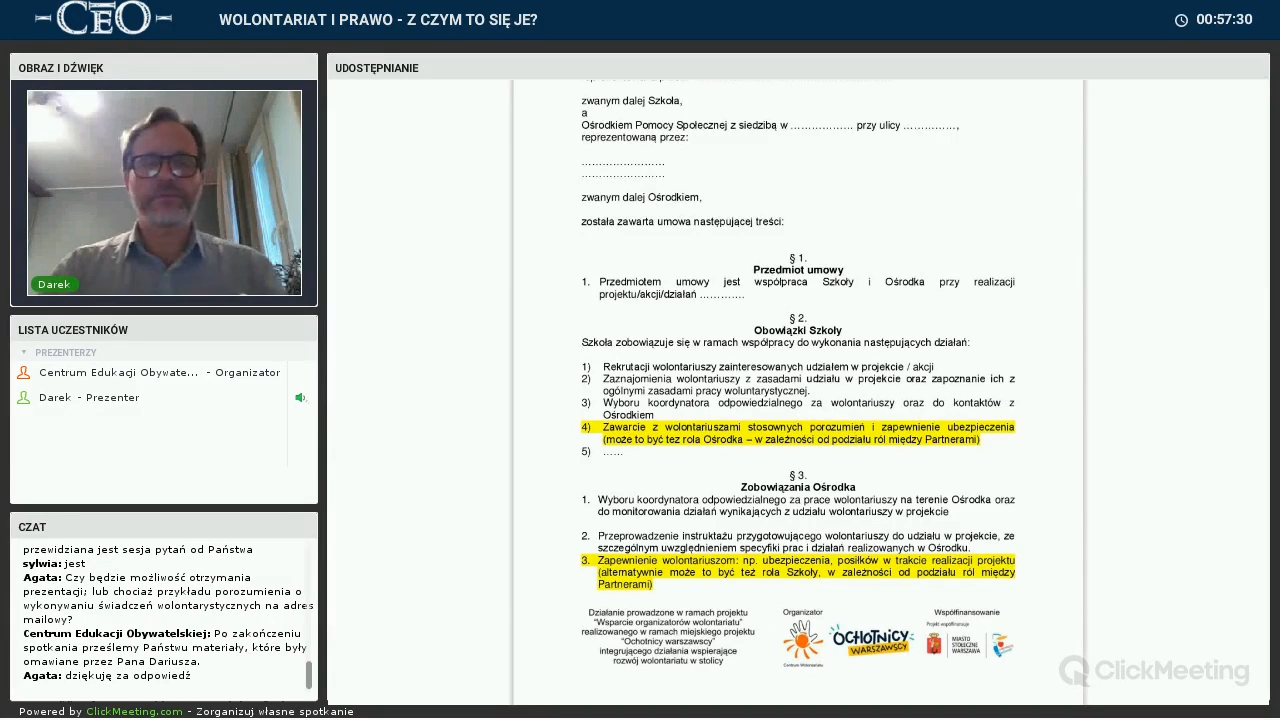 CEO
WOLONTARIAT I PRAWO - Z CZYM TO SIĘ JE?
00:57:30
OBRAZ I DŹWIĘK
Darek
LISTA UCZESTNIKÓW
PREZENTERZY
Centrum Edukacji Obywate... - Organizator
Darek - Prezenter
CZAT
przewidziana jest sesja pytań od Państwa
sylwia: jest
Agata: Czy będzie możliwość otrzymania
prezentacji; lub chociaż przykładu porozumienia o
wykonywaniu świadczeń wolontarystycznych na adres
mailowy?
Centrum Edukacji Obywatelskiej: Po zakończeniu
spotkania prześlemy Państwu materiały, które były
omawiane przez Pana Dariusza.
Agata: dziękuję za odpowiedź
UDOSTĘPNIANIE
zwanym dalej Szkoła,
a
Ośrodkiem Pomocy Społecznej z siedzibą w ……………… przy ulicy ……………,
reprezentowaną przez:
……………………
……………………
zwanym dalej Ośrodkiem,
została zawarta umowa następującej treści:
§ 1.
Przedmiot umowy
1. Przedmiotem umowy jest współpraca Szkoły i Ośrodka przy realizacji
projektu/akcji/działań ………….
§ 2.
Obowiązki Szkoły
Szkoła zobowiązuje się w ramach współpracy do wykonania następujących działań:
1) Rekrutacji wolontariuszy zainteresowanych udziałem w projekcie / akcji
2) Zaznajomienia wolontariuszy z zasadami udziału w projekcie oraz zapoznanie ich z
ogólnymi zasadami pracy woluntarystycznej.
3) Wyboru koordynatora odpowiedzialnego za wolontariuszy oraz do kontaktów z
Ośrodkiem
4) Zawarcie z wolontariuszami stosownych porozumień i zapewnienie ubezpieczenia
(może to być też rola Ośrodka – w zależności od podziału ról między Partnerami)
5) ……
§ 3.
Zobowiązania Ośrodka
1. Wyboru koordynatora odpowiedzialnego za prace wolontariuszy na terenie Ośrodka oraz
do monitorowania działań wynikających z udziału wolontariuszy w projekcie
2. Przeprowadzenie instruktażu przygotowującego wolontariuszy do udziału w projekcie, ze
szczególnym uwzględnieniem specyfiki prac i działań realizowanych w Ośrodku.
3. Zapewnienie wolontariuszom: np. ubezpieczenia, posiłków w trakcie realizacji projektu
(alternatywnie może to być też rola Szkoły, w zależności od podziału ról między
Partnerami)
Działanie prowadzone w ramach projektu
"Wsparcie organizatorów wolontariatu"
realizowanego w ramach miejskiego projektu
"Ochotnicy warszawscy"
integrującego działania wspierające
rozwój wolontariatu w stolicy
Organizator
Centrum Wolontariatu
OCHOTNICY
WARSZAWSCY
Współfinansowanie
Projekt współfinansuje
MIASTO
STOŁECZNE
WARSZAWA
ClickMeeting
Powered by ClickMeeting.com - Zorganizuj własne spotkanie